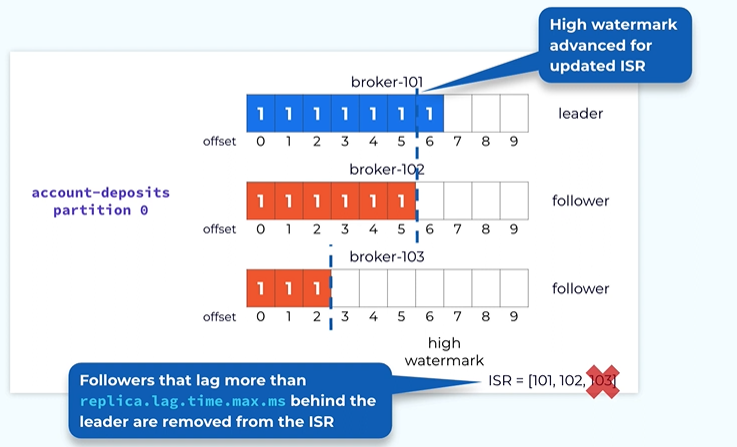 High watermark
advanced for
updated ISR
broker-101
1 1 1 1 1 1 1
leader
offset 0 1 2 3 4 5 6 7 8 9
broker-102
account-deposits
partition 0
1 1 1 1 1 1
follower
offset 0 1 2 3 4 5 6 7 8 9
broker-103
1 1 1
follower
offset 0 1 2 3 4 5 6 7 8 9
high
watermark
ISR = [101, 102, 103]
Followers that lag more than
replica.lag.time.max.ms behind the
leader are removed from the ISR